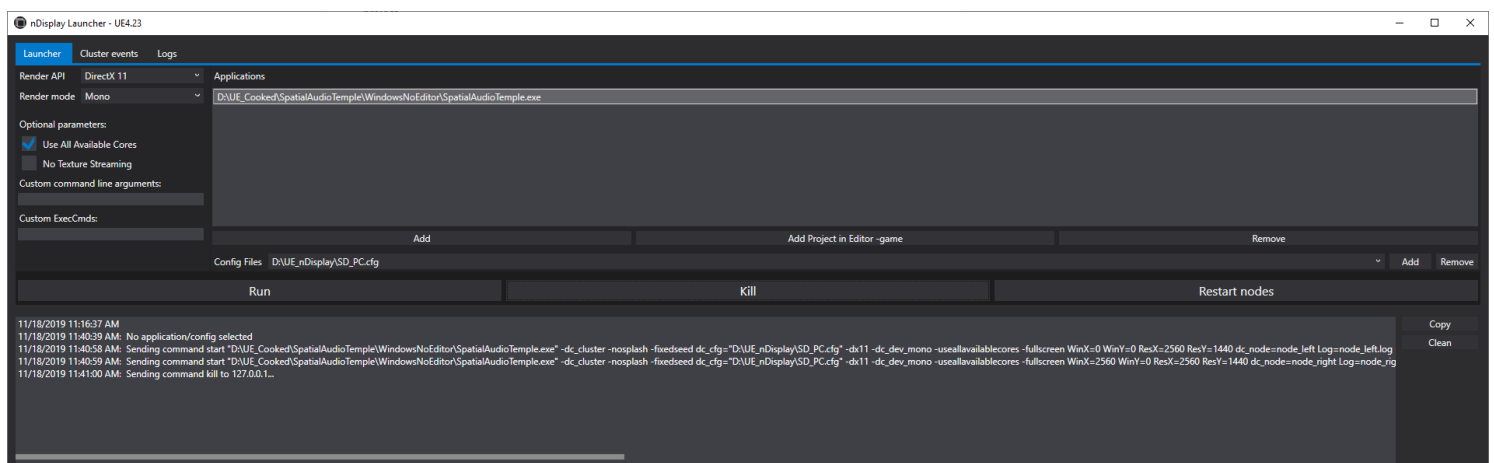 nDisplay Launcher - UE4.23
Launcher Cluster events Logs
Render API DirectX 11 Applications
Render mode Mono D:\UE_Cooked\SpatialAudioTemple\WindowsNoEditor\SpatialAudioTemple.exe
Optional parameters:
Use All Available Cores
No Texture Streaming
Custom command line arguments:
Custom ExecCmds:
Add Add Project in Editor -game Remove
Config Files D:\UE_nDisplay\SD_PC.cfg Add Remove
Run Kill Restart nodes
11/18/2019 11:16:37 AM Copy
11/18/2019 11:40:39 AM: No application/config selected
11/18/2019 11:40:58 AM: Sending command start "D:\UE_Cooked\SpatialAudioTemple\WindowsNoEditor\SpatialAudioTemple.exe" -dc_cluster -nosplash -fixedseed dc_cfg="D:\UE_nDisplay\SD_PC.cfg" -dx11 -dc_dev_mono -useallavailablecores -fullscreen WinX=0 WinY=0 ResX=2560 ResY=1440 dc_node=node_left Log=node_left.log Clean
11/18/2019 11:40:59 AM: Sending command start "D:\UE_Cooked\SpatialAudioTemple\WindowsNoEditor\SpatialAudioTemple.exe" -dc_cluster -nosplash -fixedseed dc_cfg="D:\UE_nDisplay\SD_PC.cfg" -dx11 -dc_dev_mono -useallavailablecores -fullscreen WinX=2560 WinY=0 ResX=2560 ResY=1440 dc_node=node_right Log=node_rig
11/18/2019 11:41:00 AM: Sending command kill to 127.0.0.1...